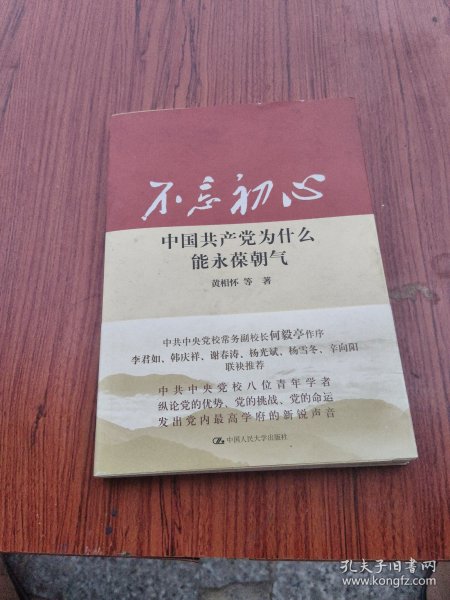 不忘初心
中国共产党为什么
能永葆朝气
黄相怀 等 著
中共中央党校常务副校长何毅亭作序
李君如、韩庆祥、谢春涛、杨光斌、杨雪冬、辛向阳
联袂推荐
中共中央党校八位青年学者
纵论党的优势、党的挑战、党的命运
发出党内最高学府的新锐声音
中国人民大学出版社
孔夫子旧书网
www.kongfz.com